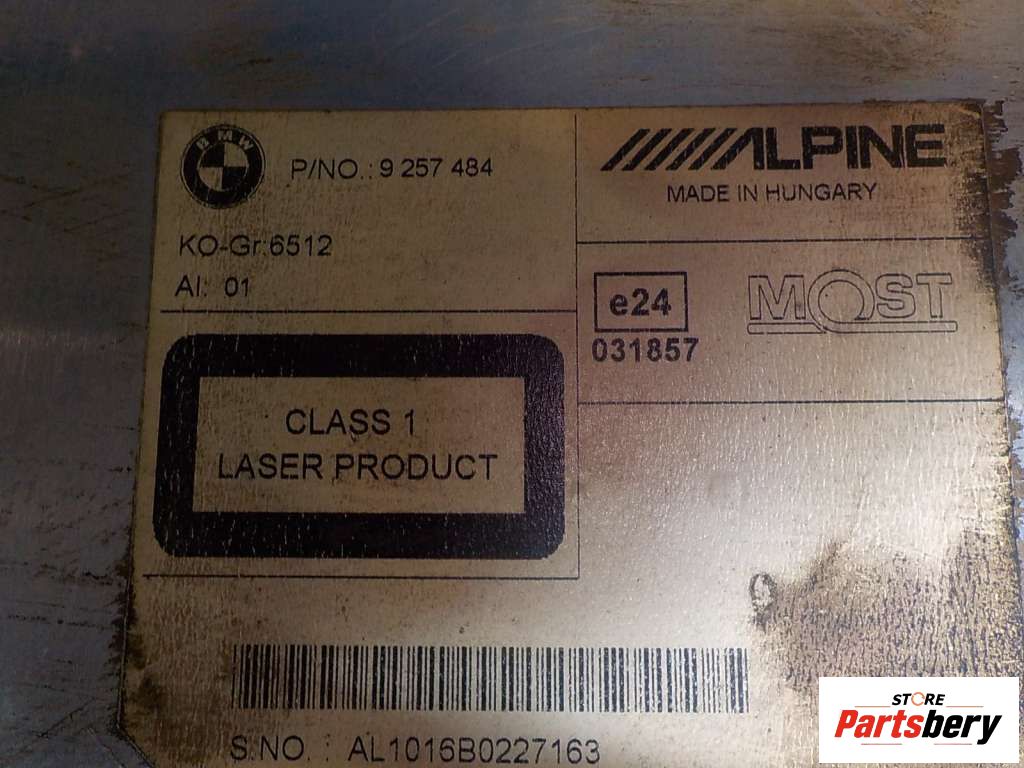 BMW
P/NO.: 9 257 484
KO-Gr:6512
AI: 01
ALPINE
MADE IN HUNGARY
e24
031857
MOST
CLASS 1
LASER PRODUCT
S.NO. : AL1016B0227163
STORE
Partsbery